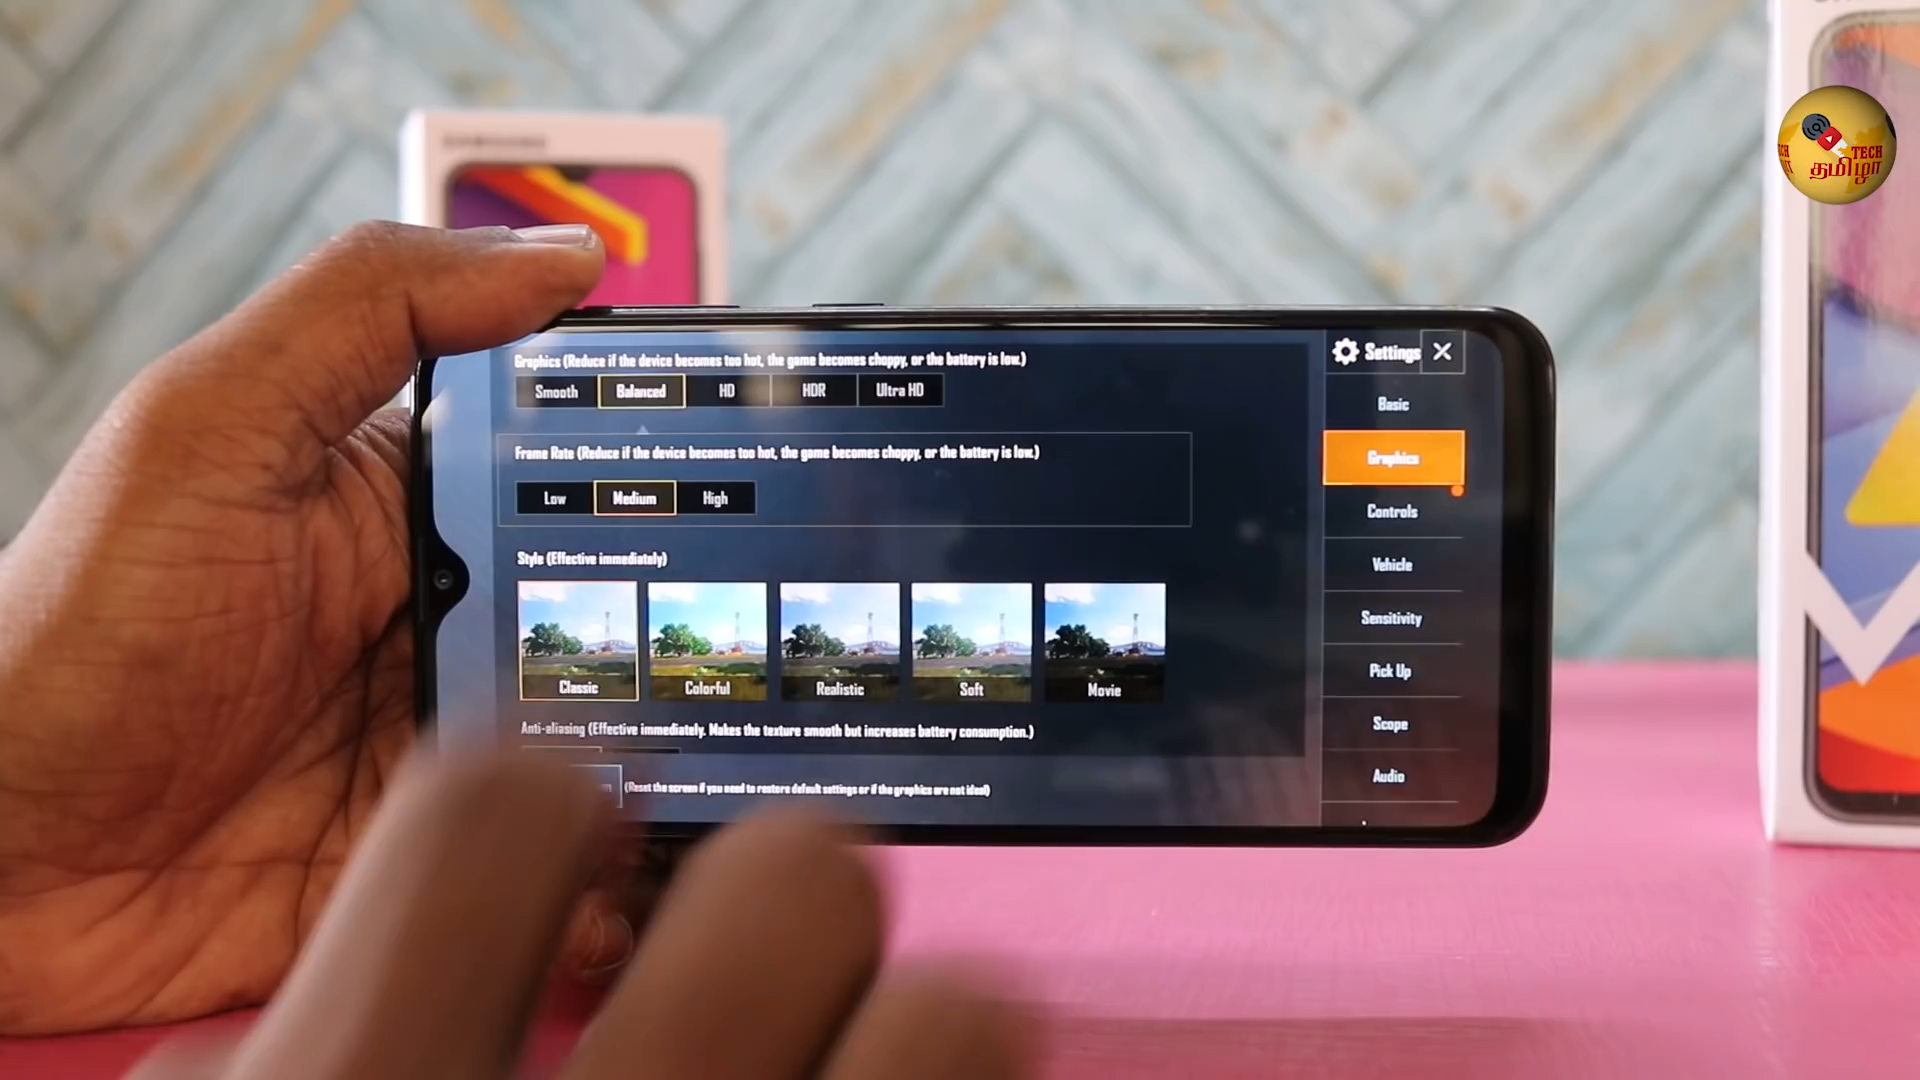 SAMSUNG
TECH
தமிழா
Graphics (Reduce if the device becomes too hot, the game becomes choppy, or the battery is low.)
Smooth Balanced HD HDR Ultra HD
Frame Rate (Reduce if the device becomes too hot, the game becomes choppy, or the battery is low.)
Low Medium High
Style (Effective immediately)
Classic Colorful Realistic Soft Movie
Anti-aliasing (Effective immediately. Makes the texture smooth but increases battery consumption.)
(Reset the screen if you need to restore default settings or if the graphics are not ideal)
Settings
Basic
Graphics
Controls
Vehicle
Sensitivity
Pick Up
Scope
Audio